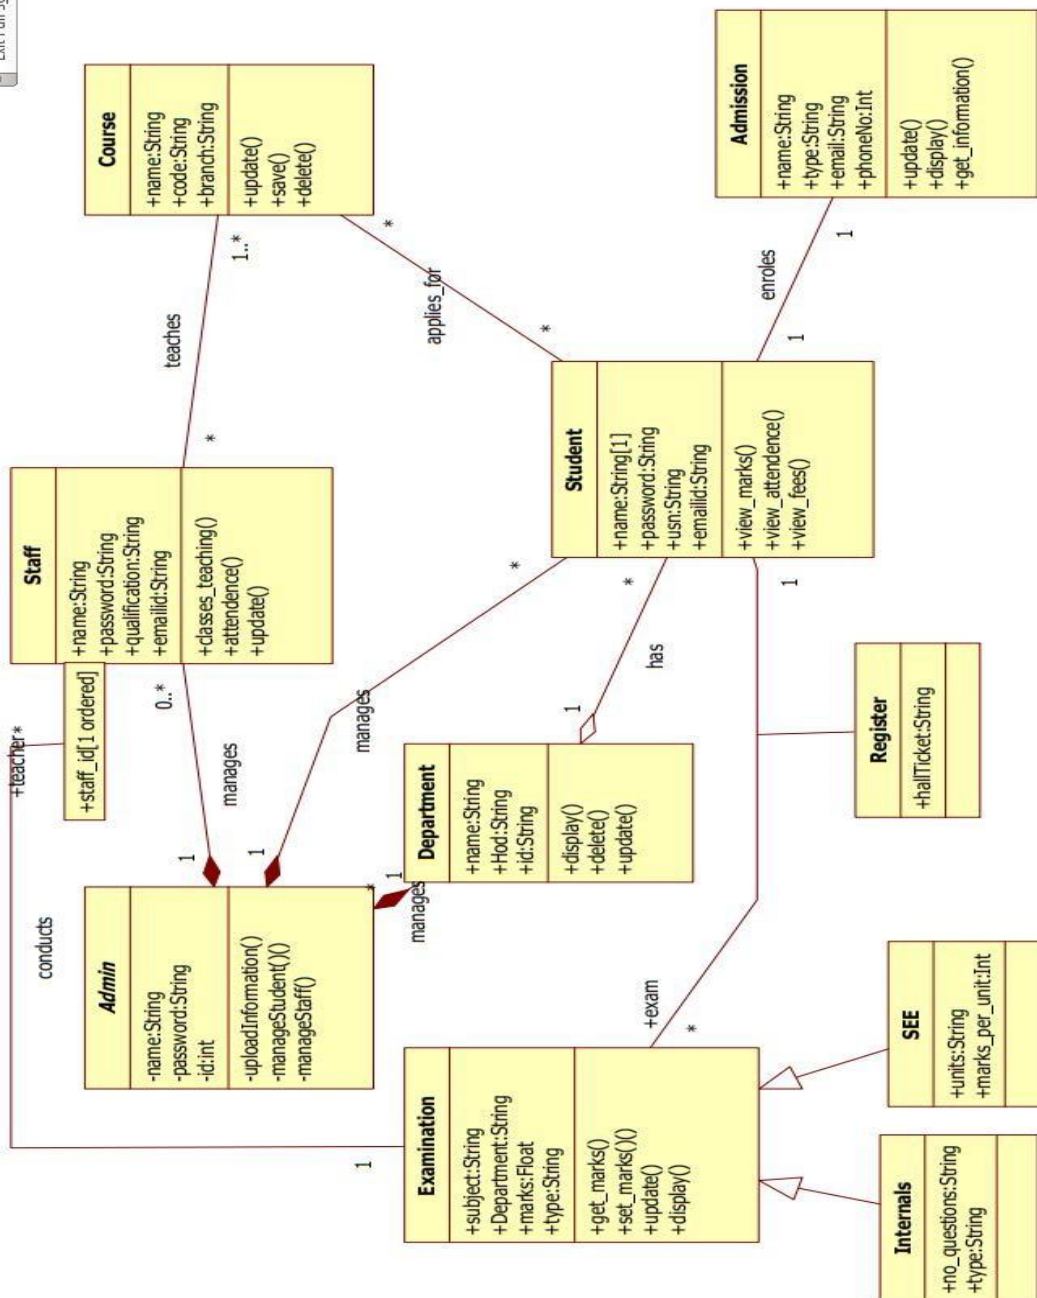 Exit Full Sc
Course
+name:String
+code:String
+branch:String
+update()
+save()
+delete()
Admission
+name:String
+type:String
+email:String
+phoneNo:Int
+update()
+display()
+get_information()
1..*
*
teaches
applies_for
enroles
1
*
*
1
Staff
+name:String
+password:String
+qualification:String
+emailid:String
+classes_teaching()
+attendence()
+update()
Student
+name:String[1]
+password:String
+usn:String
+emailid:String
+view_marks()
+view_attendence()
+view_fees()
+teacher*
+staff_id[1 ordered]
0..*
*
*
1
manages
manages
has
1
1
1
Department
+name:String
+Hod:String
+id:String
+display()
+delete()
+update()
Register
+hallTicket:String
conducts
*
1
manages
Admin
-name:String
-password:String
-id:int
-uploadInformation()
-manageStudent()()
-manageStaff()
+exam
*
1
Examination
+subject:String
+Department:String
+marks:Float
+type:String
+get_marks()
+set_marks()()
+update()
+display()
SEE
+units:String
+marks_per_unit:Int
Internals
+no_questions:String
+type:String